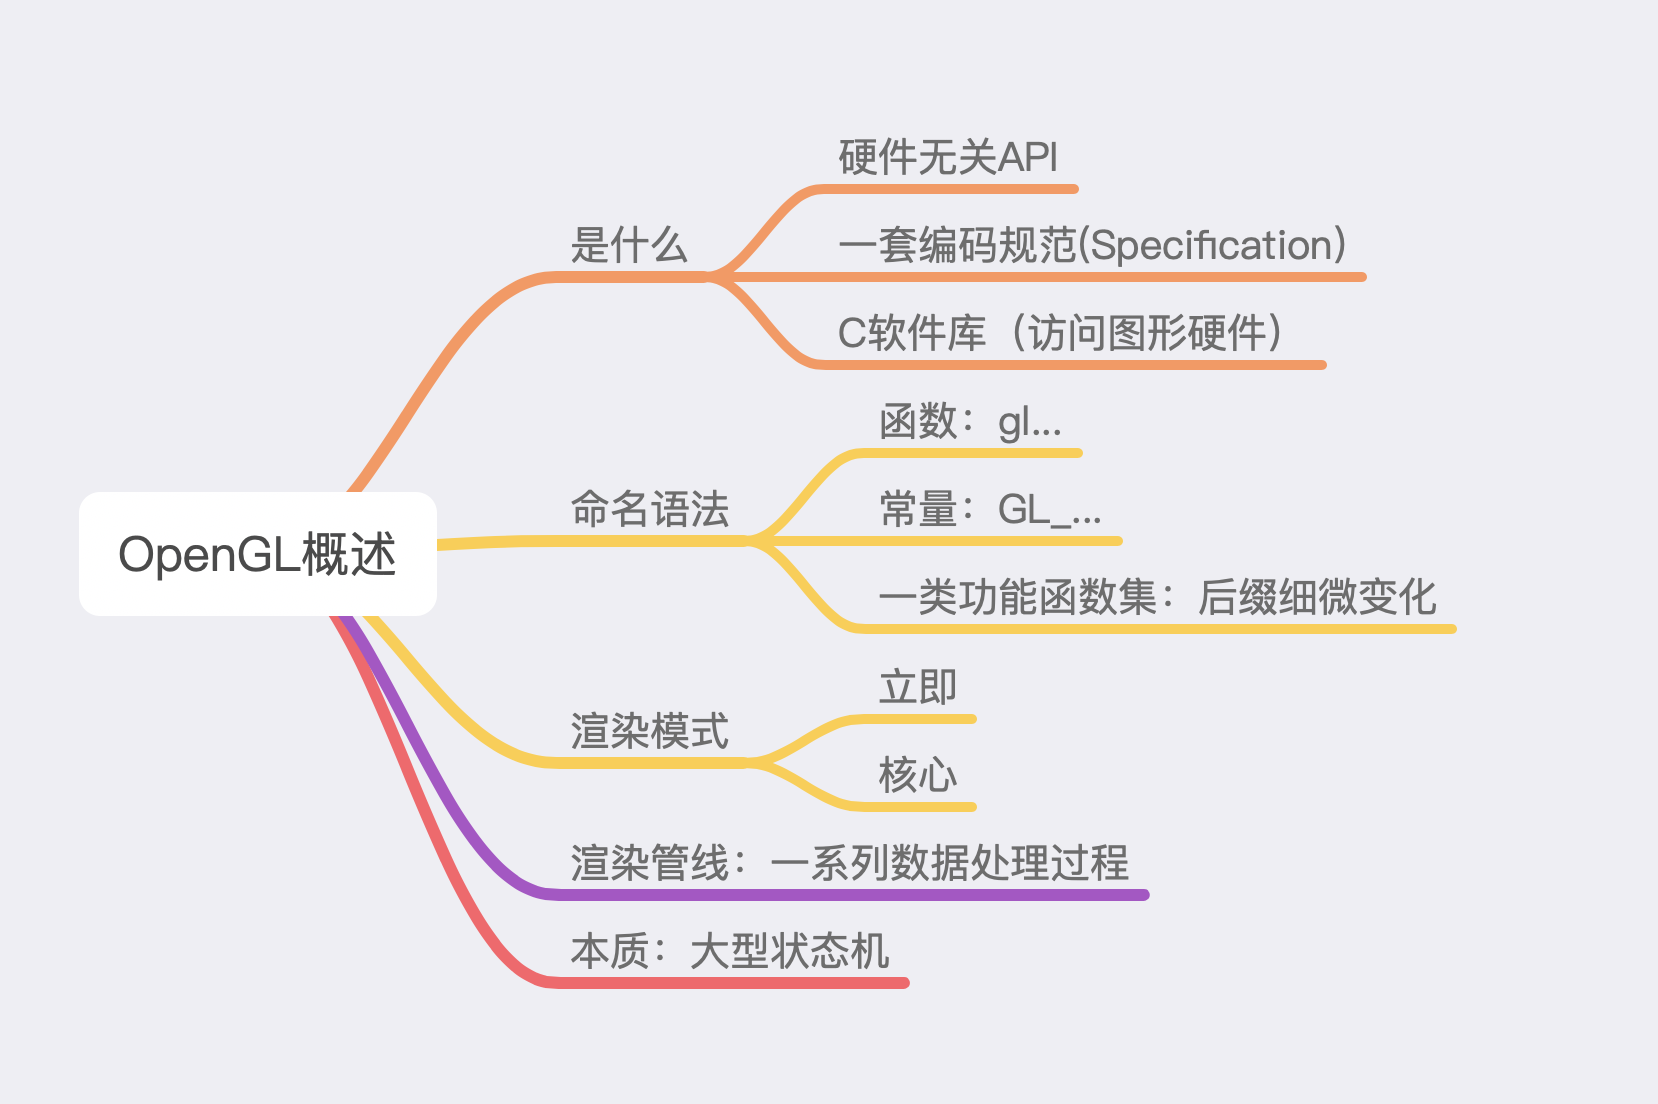 OpenGL概述
是什么
硬件无关API
一套编码规范(Specification)
C软件库（访问图形硬件）
命名语法
函数：gl...
常量：GL_...
一类功能函数集：后缀细微变化
渲染模式
立即
核心
渲染管线：一系列数据处理过程
本质：大型状态机